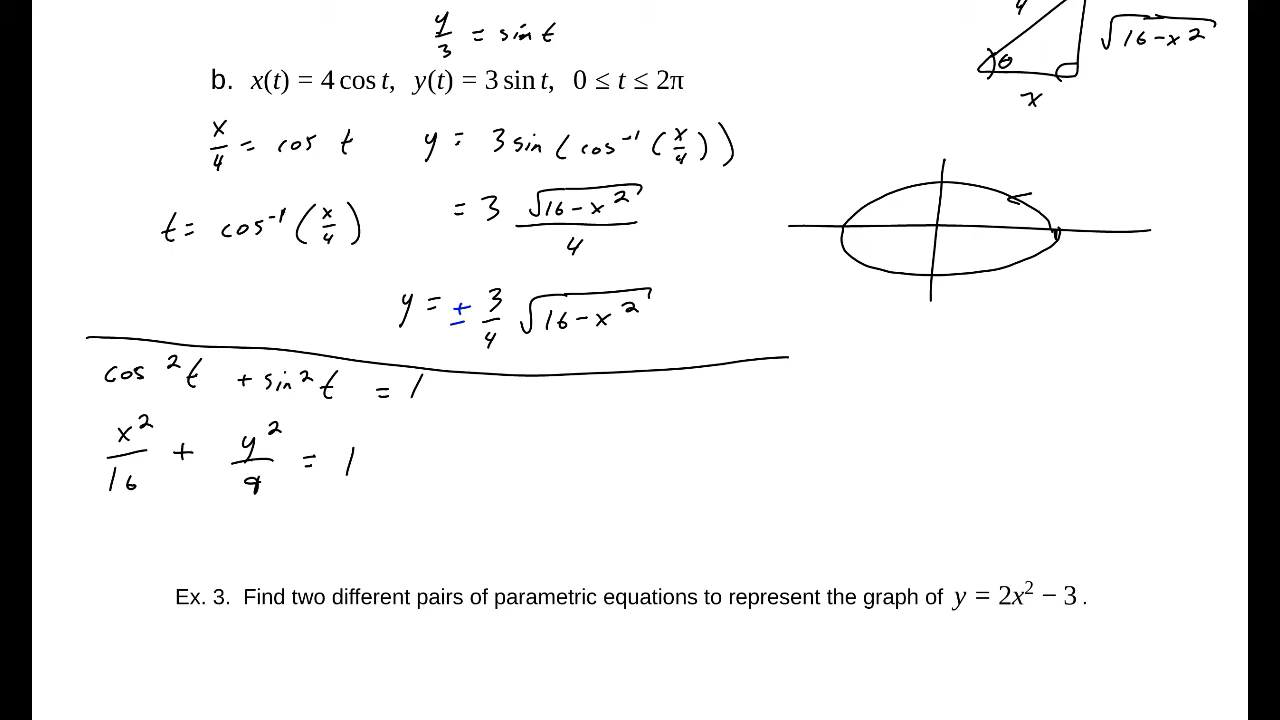 y/3 = sin t
4
√(16-x²)
θ
x
b. x(t) = 4 cos t, y(t) = 3 sin t, 0 ≤ t ≤ 2π
x/4 = cos t y = 3 sin(cos⁻¹(x/4))
t = cos⁻¹(x/4) = 3 √(16-x²)/4
y = ± 3/4 √(16-x²)
cos²t + sin²t = 1
x²/16 + y²/9 = 1
Ex. 3. Find two different pairs of parametric equations to represent the graph of y = 2x² − 3 .